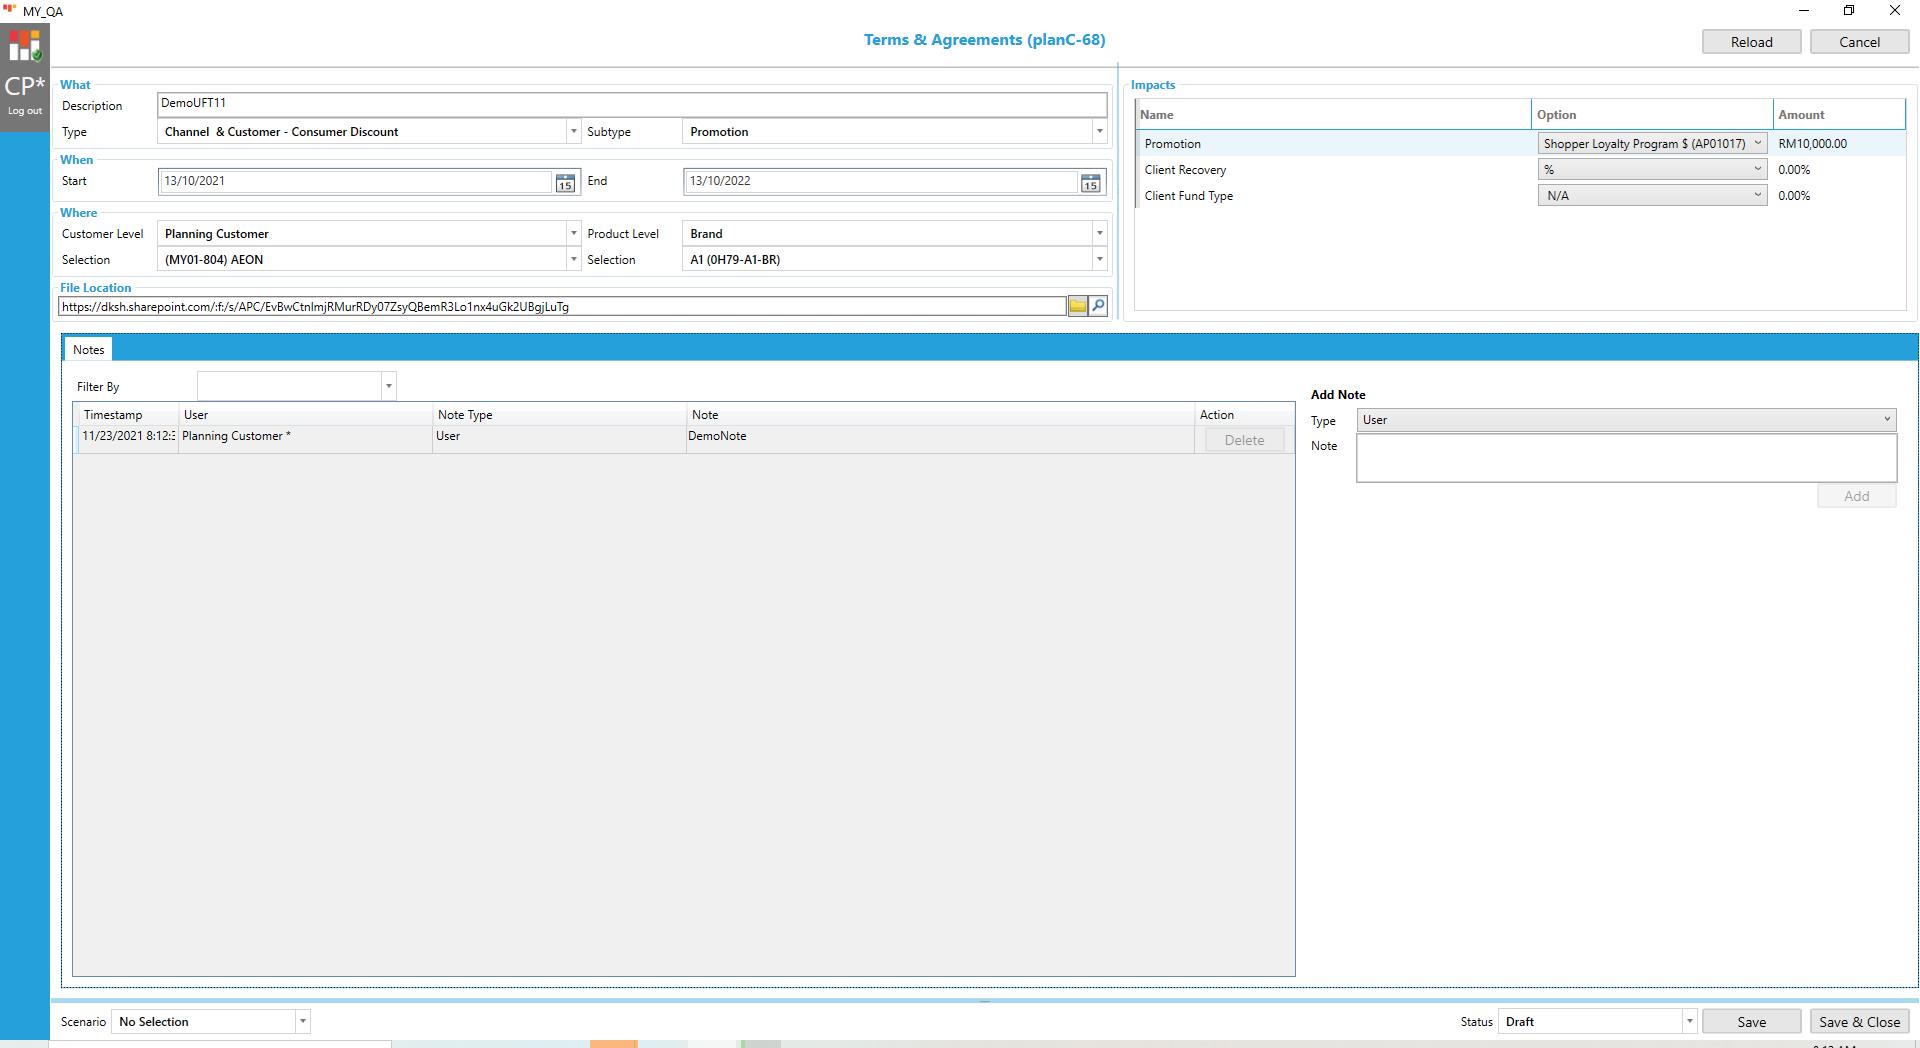 MY_QA
Terms & Agreements (planC-68)
Reload
Cancel
CP*
Log out
What
Description
DemoUFT11
Type
Channel & Customer - Consumer Discount
Subtype
Promotion
When
Start
13/10/2021
15
End
13/10/2022
15
Where
Customer Level
Planning Customer
Product Level
Brand
Selection
(MY01-804) AEON
Selection
A1 (0H79-A1-BR)
File Location
https://dksh.sharepoint.com/:f:/s/APC/EvBwCtnImjRMurRDy07ZsyQBemR3Lo1nx4uGk2UBgjLuTg
Impacts
Name Option Amount
Promotion Shopper Loyalty Program $ (AP01017) RM10,000.00
Client Recovery % 0.00%
Client Fund Type N/A 0.00%
Notes
Filter By
Timestamp User Note Type Note Action
11/23/2021 8:12:3 Planning Customer * User DemoNote Delete
Add Note
Type User
Note
Add
Scenario No Selection
Status Draft
Save
Save & Close